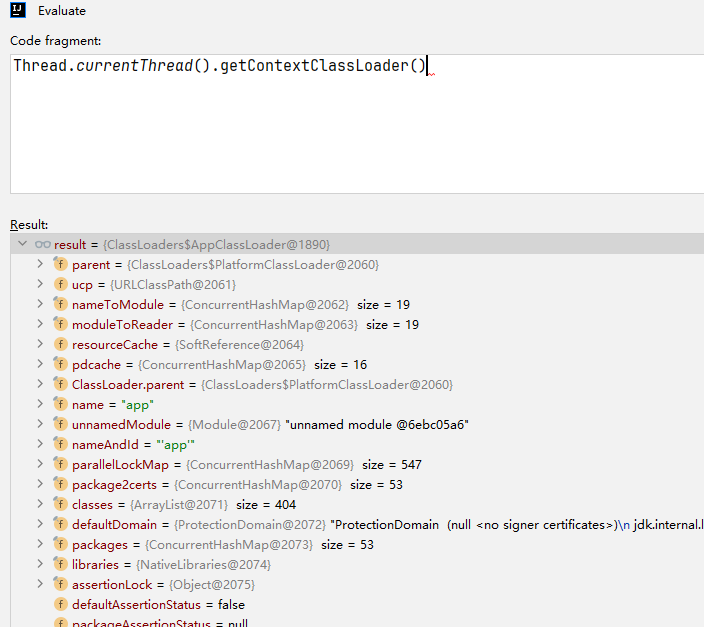 IJ Evaluate
Code fragment:
Thread.currentThread().getContextClassLoader()
Result:
result = {ClassLoaders$AppClassLoader@1890}
f parent = {ClassLoaders$PlatformClassLoader@2060}
f ucp = {URLClassPath@2061}
f nameToModule = {ConcurrentHashMap@2062} size = 19
f moduleToReader = {ConcurrentHashMap@2063} size = 19
f resourceCache = {SoftReference@2064}
f pdcache = {ConcurrentHashMap@2065} size = 16
f ClassLoader.parent = {ClassLoaders$PlatformClassLoader@2060}
f name = "app"
f unnamedModule = {Module@2067} "unnamed module @6ebc05a6"
f nameAndId = "'app'"
f parallelLockMap = {ConcurrentHashMap@2069} size = 547
f package2certs = {ConcurrentHashMap@2070} size = 53
f classes = {ArrayList@2071} size = 404
f defaultDomain = {ProtectionDomain@2072} "ProtectionDomain (null <no signer certificates>)\n jdk.internal.l
f packages = {ConcurrentHashMap@2073} size = 53
f libraries = {NativeLibraries@2074}
f assertionLock = {Object@2075}
f defaultAssertionStatus = false
f packageAssertionStatus = null